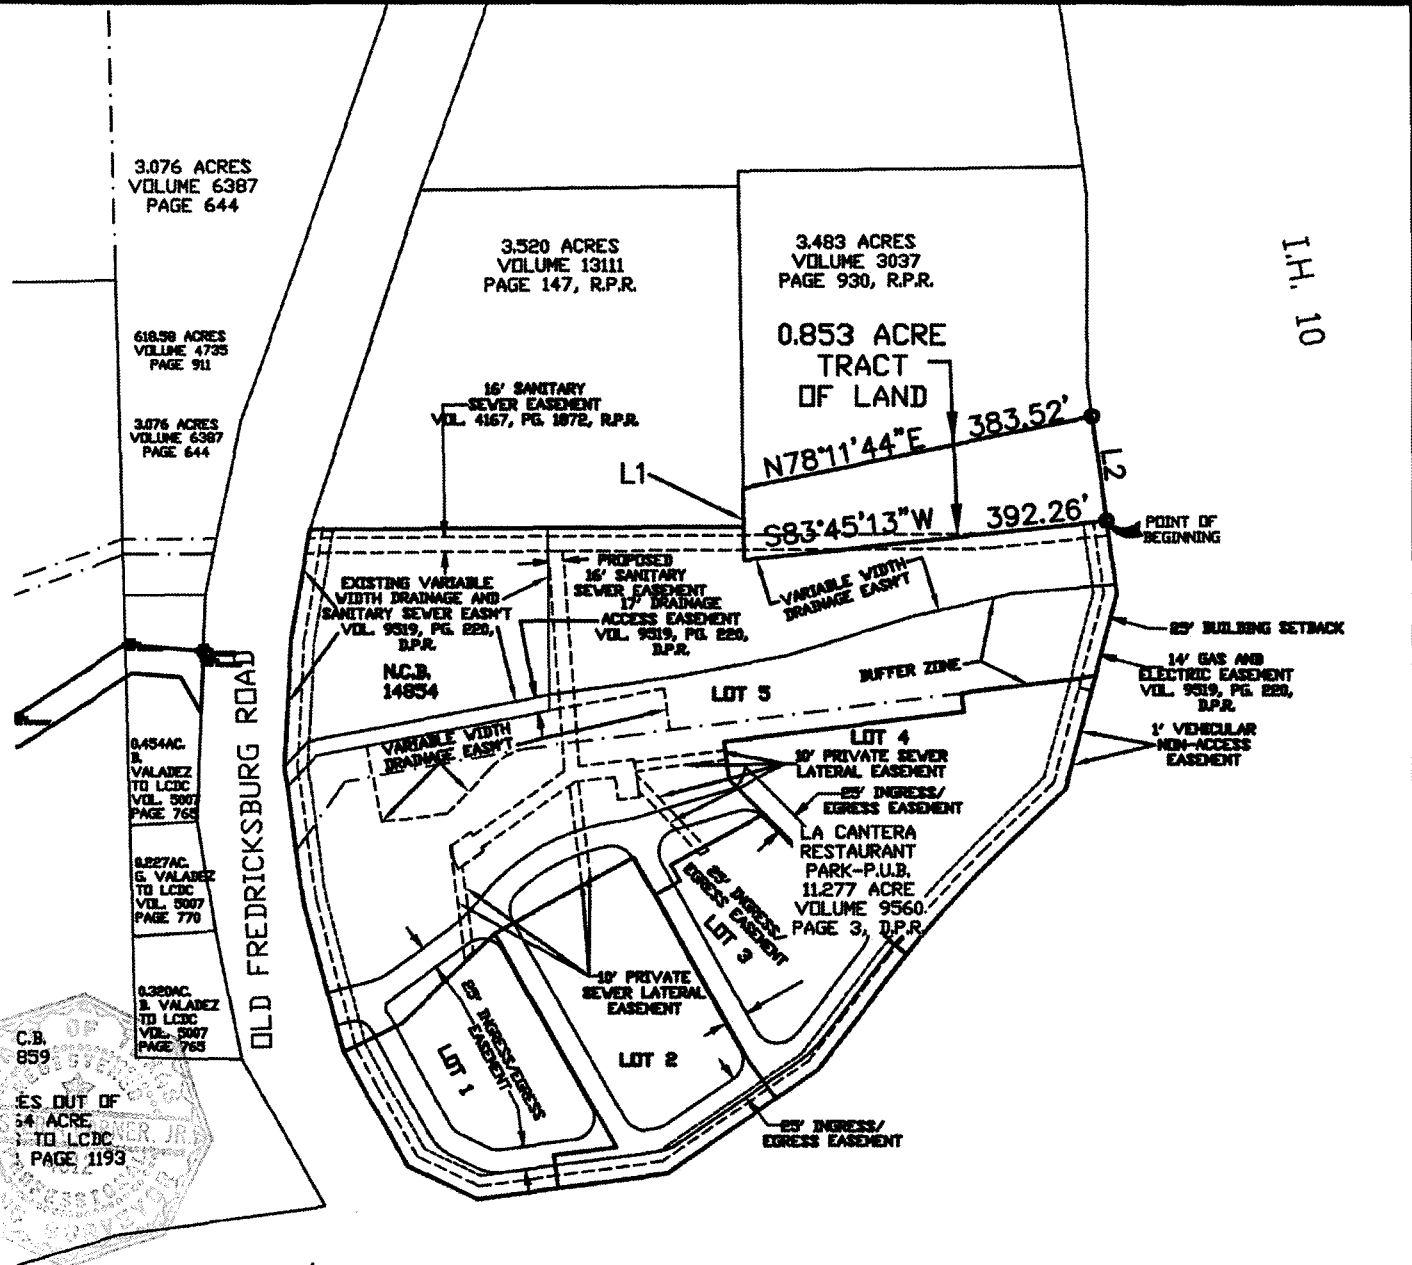 3.076 ACRES
VOLUME 6387
PAGE 644
3.520 ACRES
VOLUME 13111
PAGE 147, R.P.R.
3.483 ACRES
VOLUME 3037
PAGE 930, R.P.R.
I.H. 10
0.853 ACRE
TRACT
OF LAND
618.58 ACRES
VOLUME 4735
PAGE 911
3.076 ACRES
VOLUME 6387
PAGE 644
16' SANITARY
SEWER EASEMENT
VOL. 4167, PG. 1872, R.P.R.
L1
N78°11'44"E 383.52'
L2
S83°45'13"W 392.26'
POINT OF
BEGINNING
EXISTING VARIABLE
WIDTH DRAINAGE AND
SANITARY SEWER EASM'T
VOL. 9519, PG. 220,
D.P.R.
N.C.B.
14854
PROPOSED
16' SANITARY
SEWER EASEMENT
17' DRAINAGE
ACCESS EASEMENT
VOL. 9519, PG. 220,
D.P.R.
VARIABLE WIDTH
DRAINAGE EASM'T
25' BUILDING SETBACK
14' GAS AND
ELECTRIC EASEMENT
VOL. 9519, PG. 220,
D.P.R.
1' VEHICULAR
NON-ACCESS
EASEMENT
BUFFER ZONE
LOT 5
VARIABLE WIDTH
DRAINAGE EASM'T
LOT 4
10' PRIVATE SEWER
LATERAL EASEMENT
25' INGRESS/
EGRESS EASEMENT
LA CANTERA
RESTAURANT
PARK-P.U.B.
11.277 ACRE
VOLUME 9560
PAGE 3, D.P.R.
OLD FREDRICKSBURG ROAD
0.454AC.
B.
VALADEZ
TO LCDC
VOL. 5007
PAGE 765
0.227AC.
G. VALADEZ
TO LCDC
VOL. 5007
PAGE 770
0.320AC.
B. VALADEZ
TO LCDC
VOL. 5007
PAGE 765
25' INGRESS/
EGRESS EASEMENT
LOT 3
10' PRIVATE
SEWER LATERAL
EASEMENT
25' INGRESS/EGRESS
EASEMENT
LOT 1
LOT 2
25' INGRESS/
EGRESS EASEMENT
C.B.
859
ES OUT OF
ACRE
TO LCDC
PAGE 1193